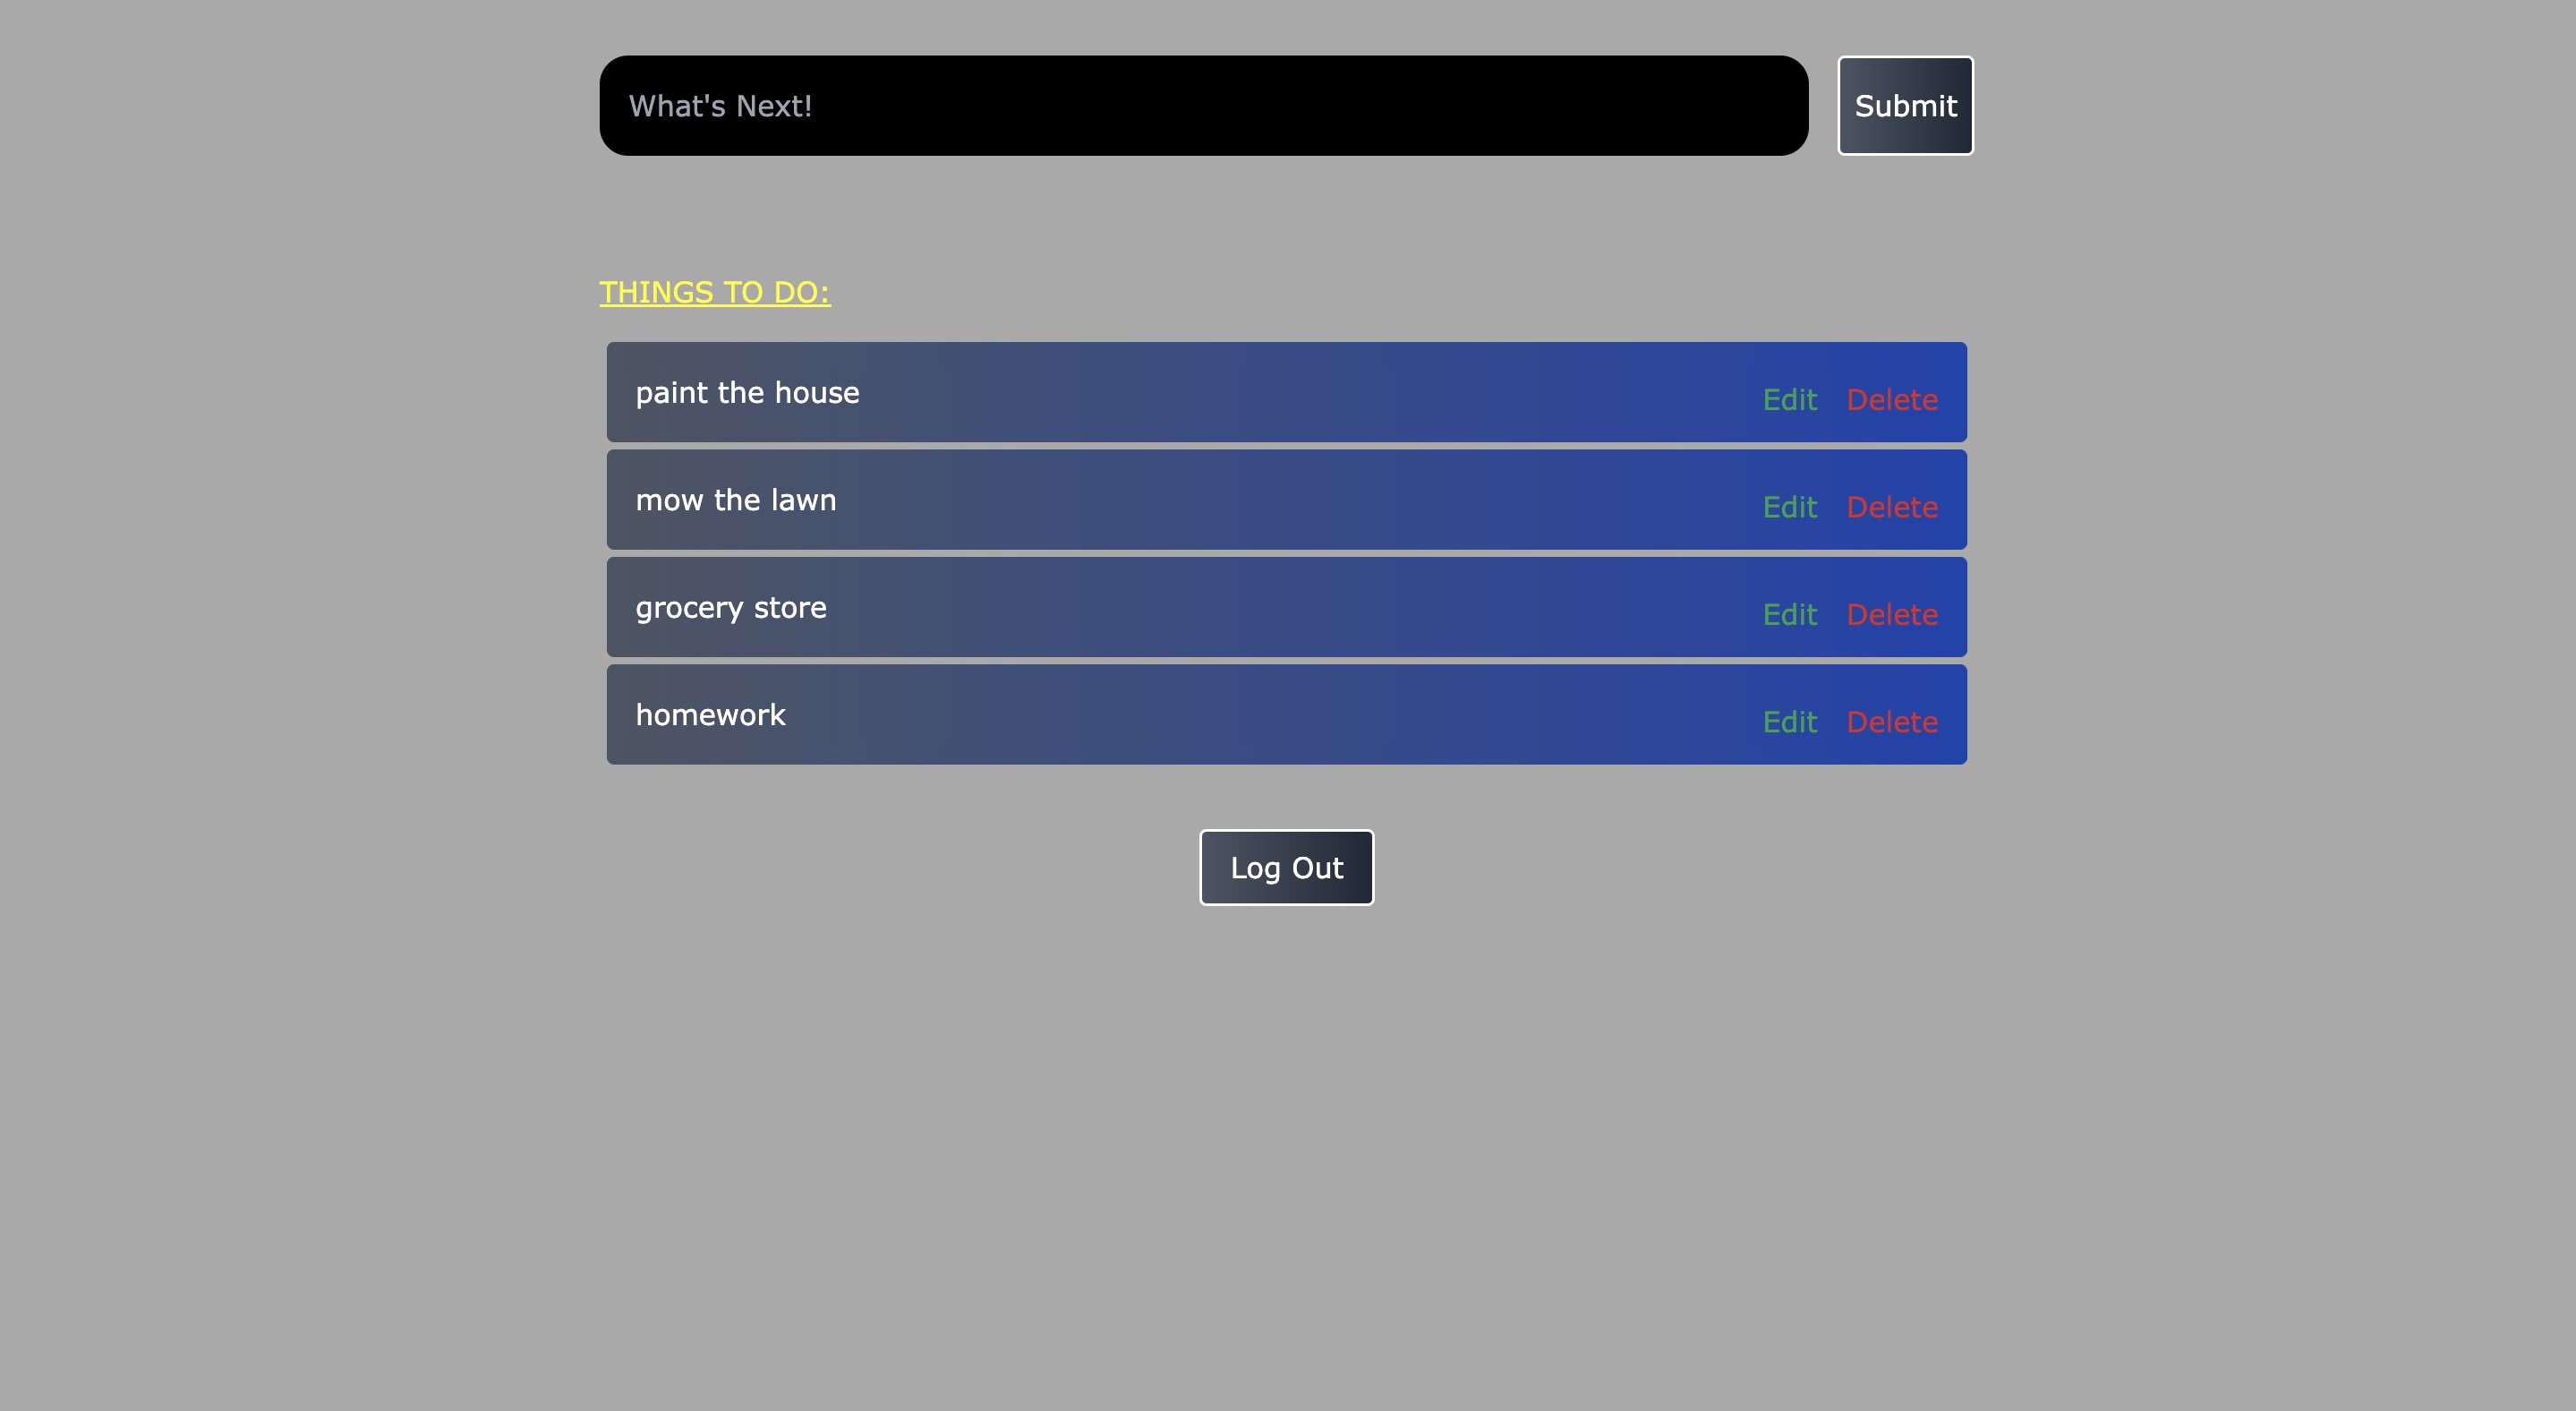 What's Next! Submit
THINGS TO DO:
paint the house Edit Delete
mow the lawn Edit Delete
grocery store Edit Delete
homework Edit Delete
Log Out